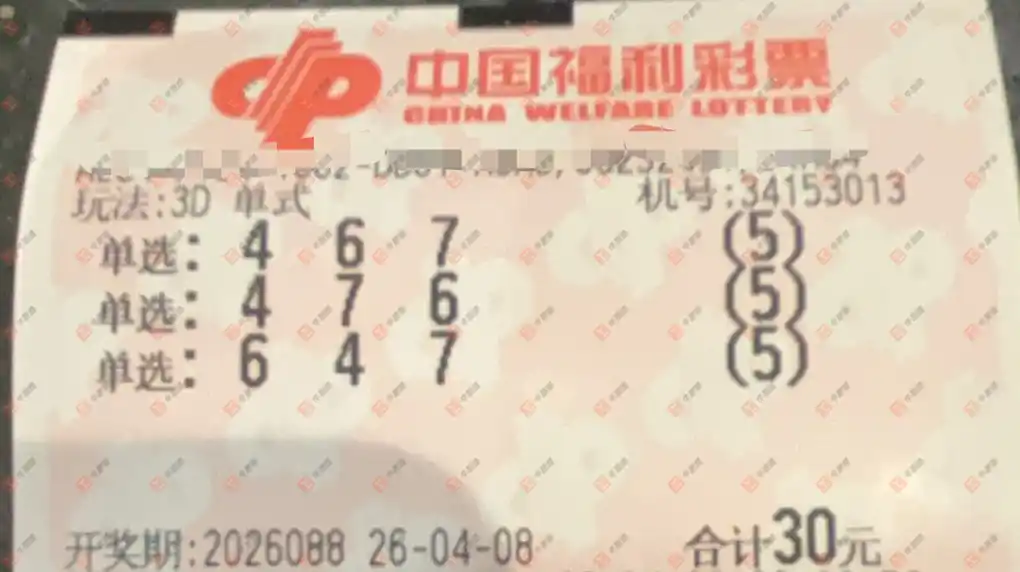 中国福利彩票
CHINA WELFARE LOTTERY
玩法:3D 单式 机号:34153013
单选: 4 6 7 (5)
单选: 4 7 6 (5)
单选: 6 4 7 (5)
开奖期:2026088 26-04-08 合计30元